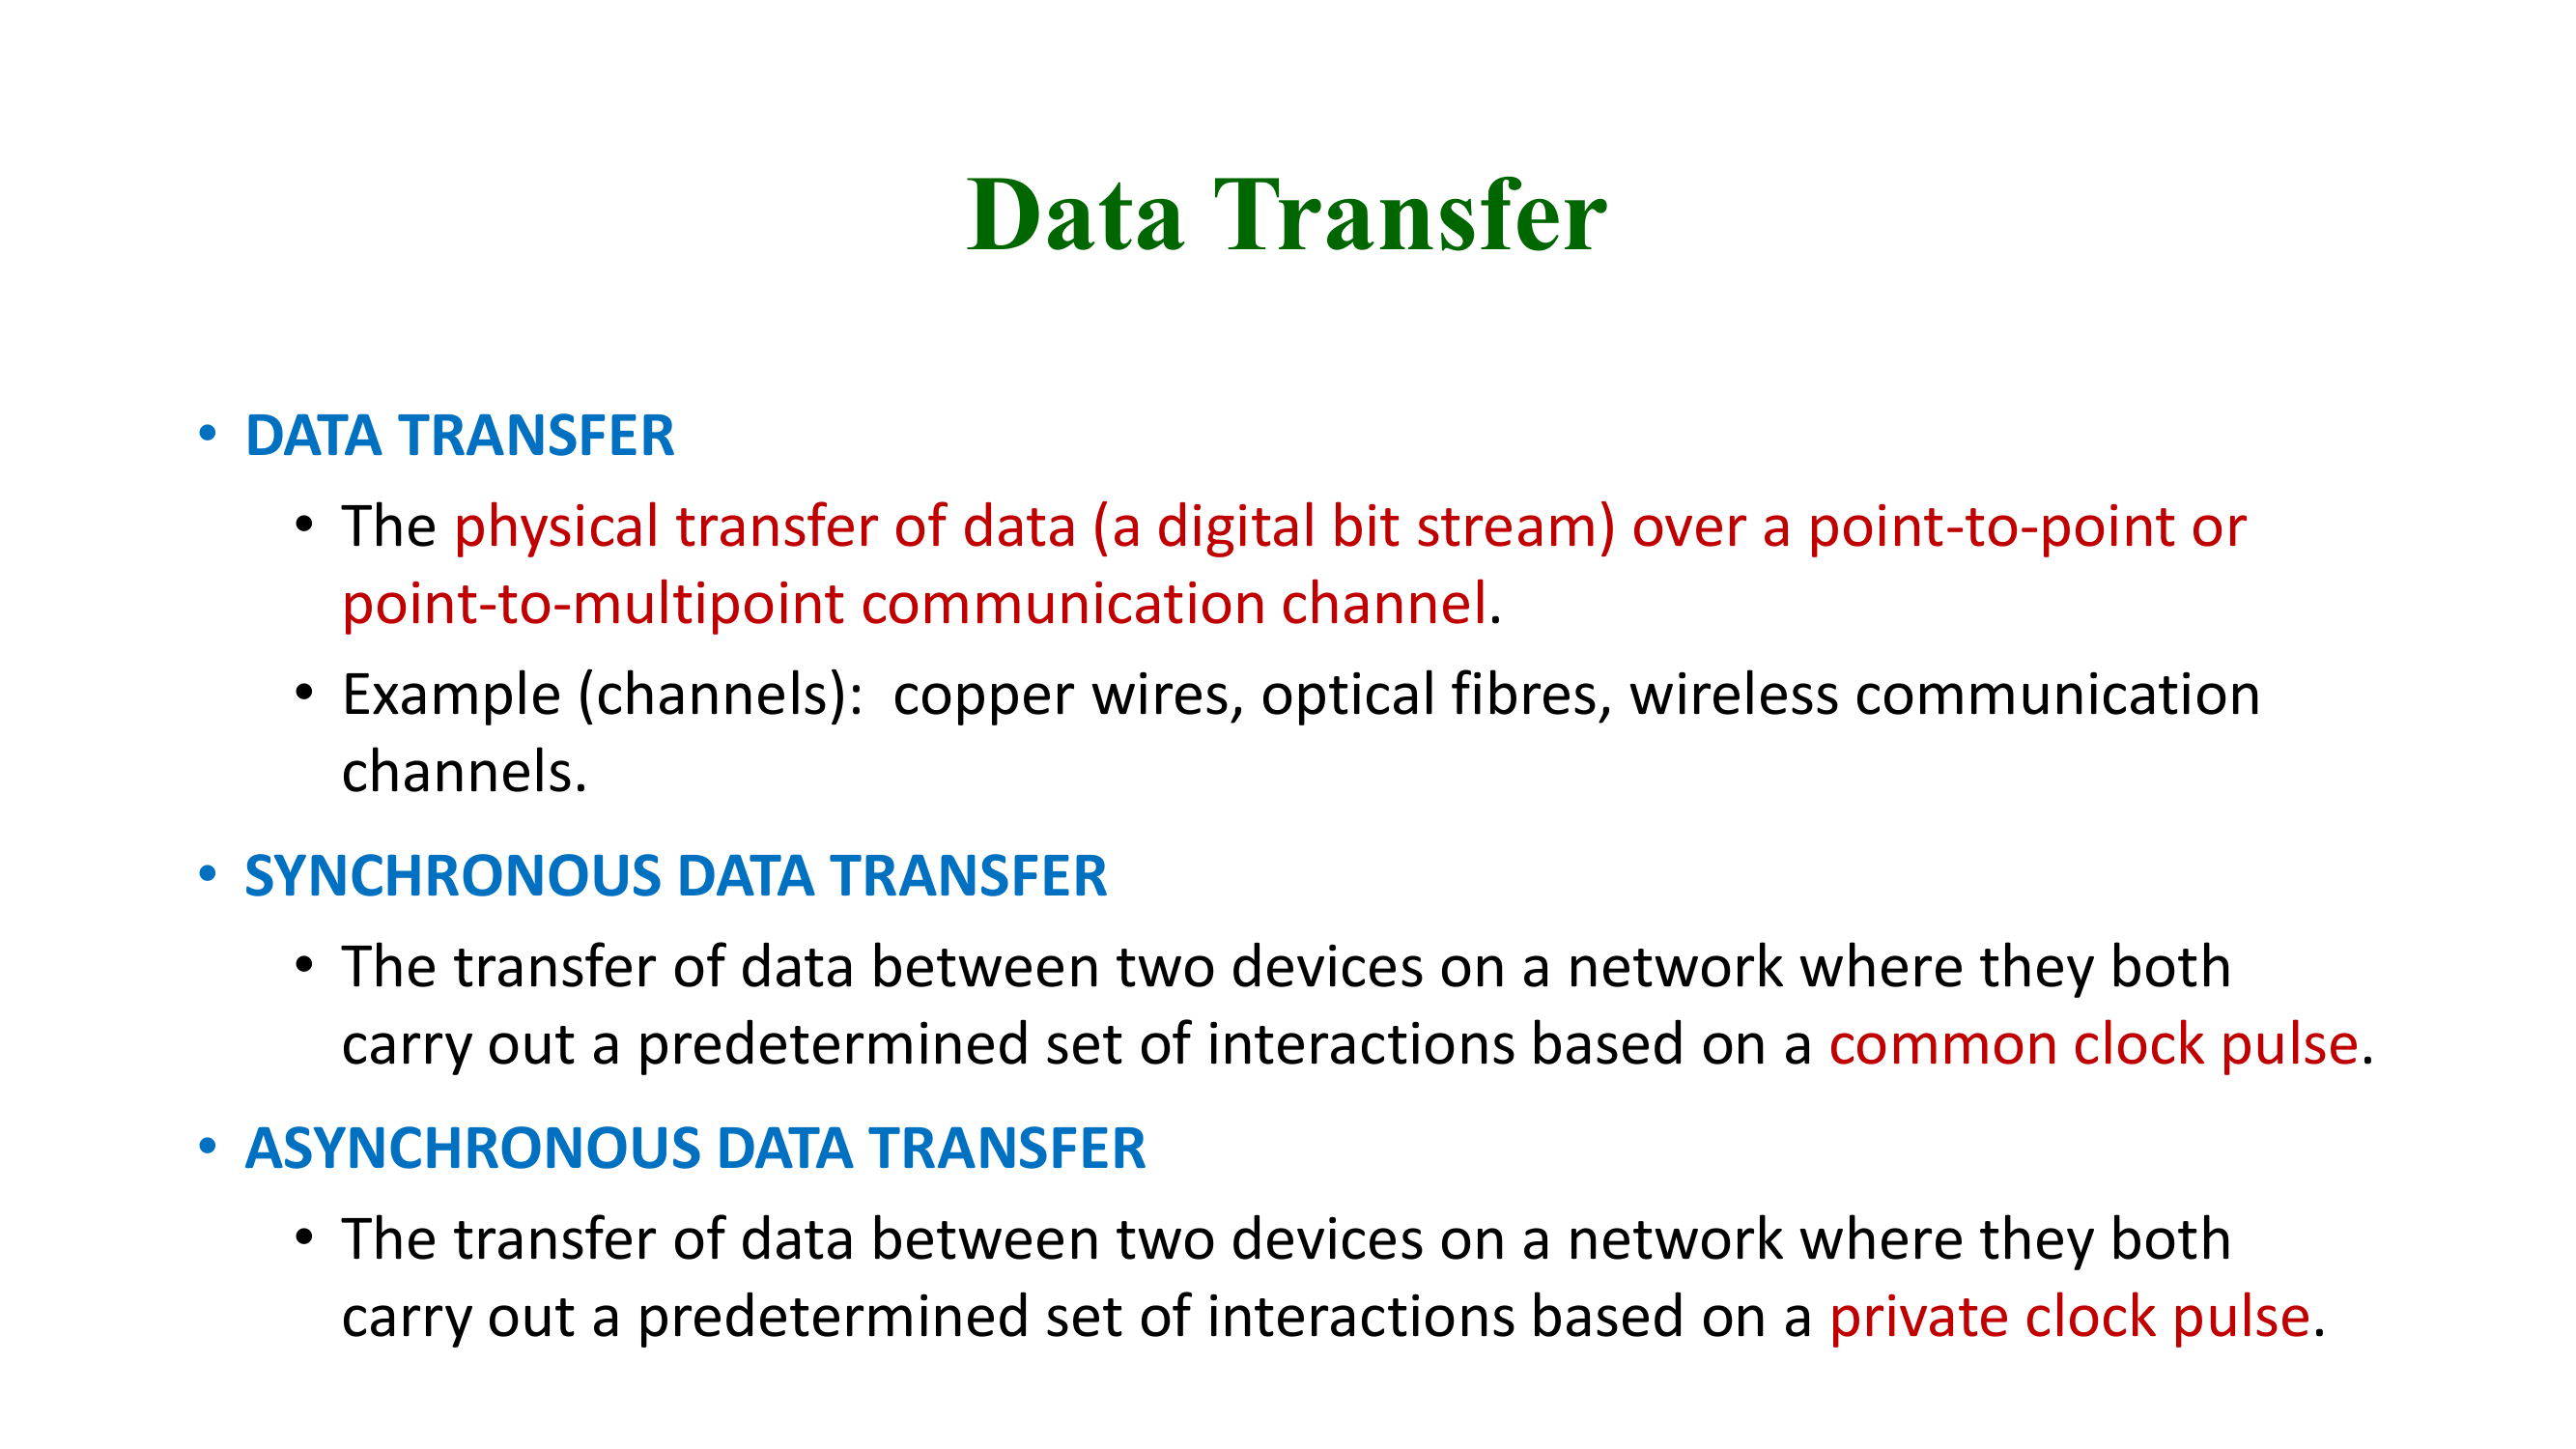 Data Transfer
• DATA TRANSFER
• The physical transfer of data (a digital bit stream) over a point-to-point or
point-to-multipoint communication channel.
• Example (channels):  copper wires, optical fibres, wireless communication
channels.
• SYNCHRONOUS DATA TRANSFER
• The transfer of data between two devices on a network where they both
carry out a predetermined set of interactions based on a common clock pulse.
• ASYNCHRONOUS DATA TRANSFER
• The transfer of data between two devices on a network where they both
carry out a predetermined set of interactions based on a private clock pulse.